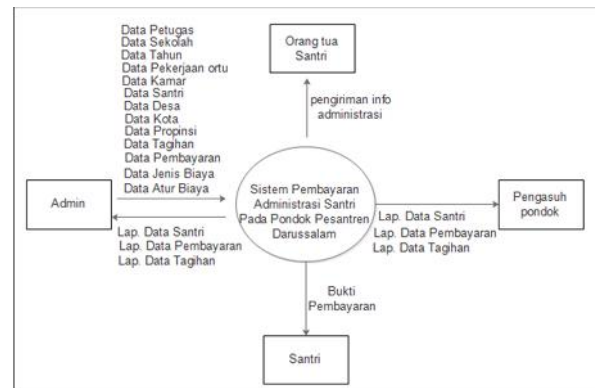 Data Petugas
Data Sekolah
Data Tahun
Data Pekerjaan ortu
Data Kamar
Data Santri
Data Desa
Data Kota
Data Propinsi
Data Tagihan
Data Pembayaran
Data Jenis Biaya
Data Atur Biaya
Orang tua
Santri
pengiriman info
administrasi
Admin
Sistem Pembayaran
Administrasi Santri
Pada Pondok Pesantren
Darussalam
Pengasuh
pondok
Lap. Data Santri
Lap. Data Pembayaran
Lap. Data Tagihan
Lap. Data Santri
Lap. Data Pembayaran
Lap. Data Tagihan
Bukti
Pembayaran
Santri